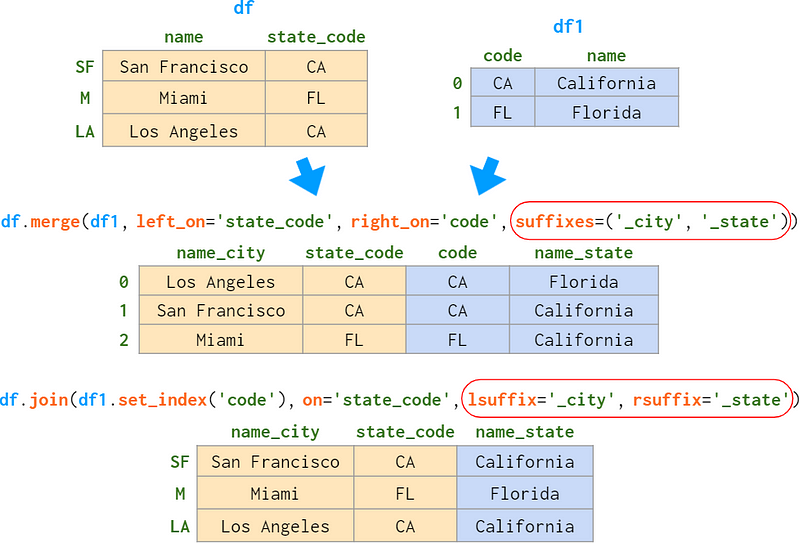 df
df1
name state_code
code name
SF San Francisco CA
0 CA California
M Miami FL
1 FL Florida
LA Los Angeles CA
df.merge(df1, left_on='state_code', right_on='code', suffixes=('_city', '_state'))
name_city state_code code name_state
0 Los Angeles CA CA Florida
1 San Francisco CA CA California
2 Miami FL FL California
df.join(df1.set_index('code'), on='state_code', lsuffix='_city', rsuffix='_state')
name_city state_code name_state
SF San Francisco CA California
M Miami FL Florida
LA Los Angeles CA California